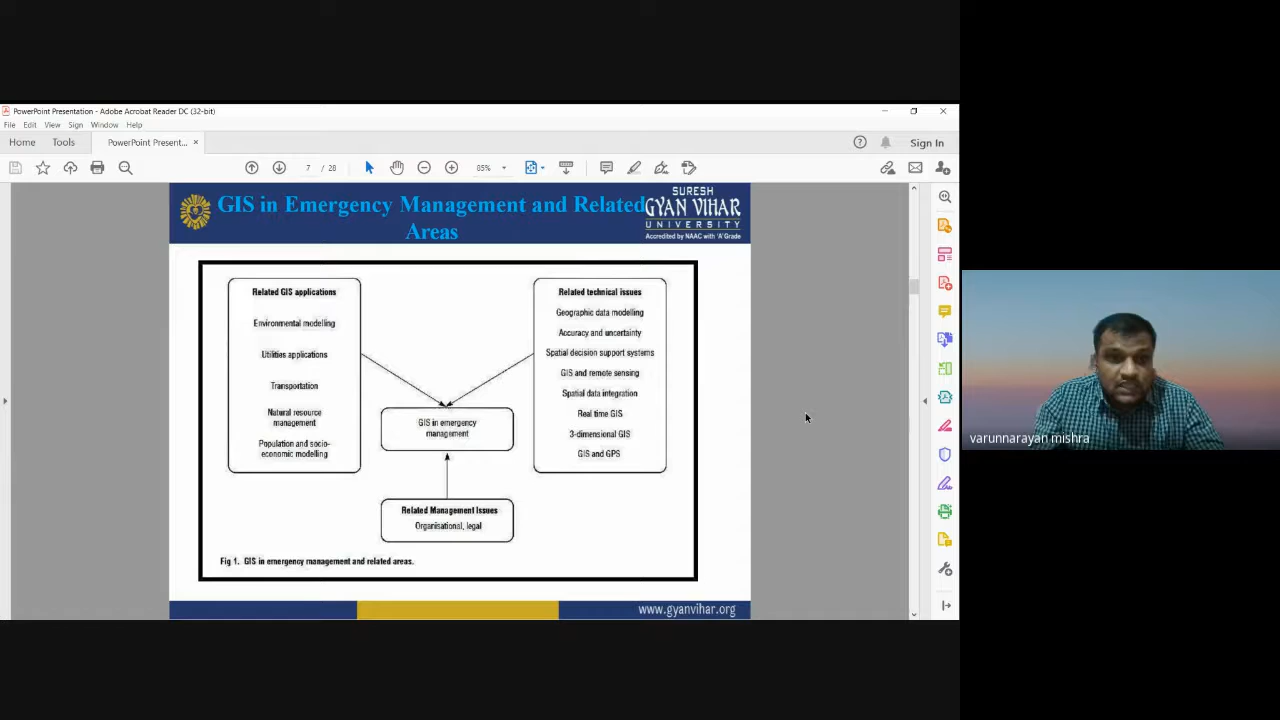 PowerPoint Presentation - Adobe Acrobat Reader DC (32-bit)
File Edit View Sign Window Help
Home Tools PowerPoint Present... × Sign In
7 / 28 85%
GIS in Emergency Management and Related
Areas
SURESH
GYAN VIHAR
UNIVERSITY
Accredited by NAAC with 'A' Grade
Related GIS applications
Environmental modelling
Utilities applications
Transportation
Natural resource
management
Population and socio-
economic modelling
Related technical issues
Geographic data modelling
Accuracy and uncertainty
Spatial decision support systems
GIS and remote sensing
Spatial data integration
Real time GIS
3-dimensional GIS
GIS and GPS
GIS in emergency
management
Related Management Issues
Organisational, legal
Fig 1. GIS in emergency management and related areas.
www.gyanvihar.org
varunnarayan mishra